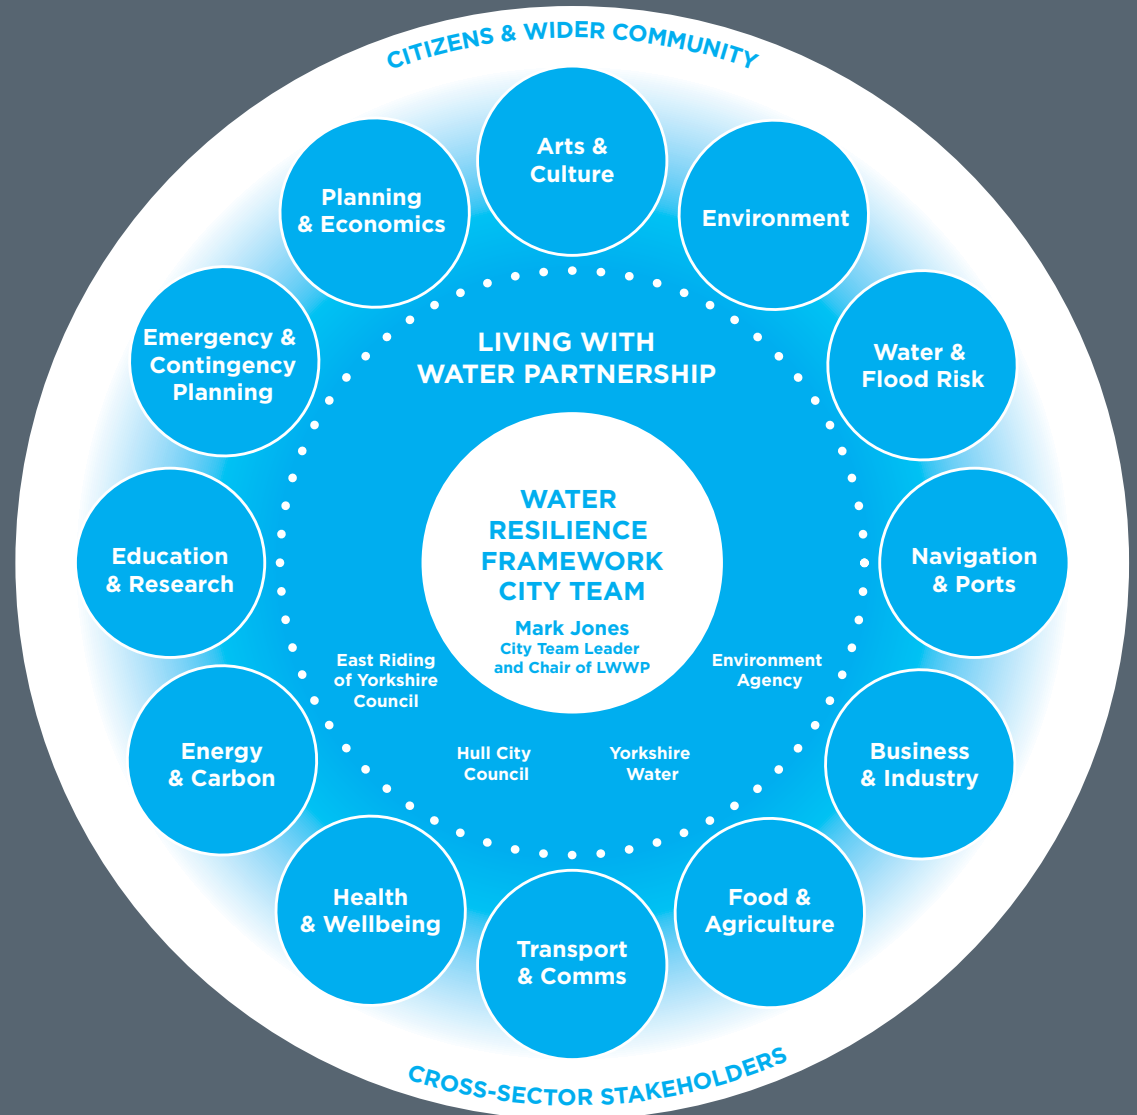 CITIZENS & WIDER COMMUNITY
Arts &
Culture
Environment
Water &
Flood Risk
Navigation
& Ports
Business
& Industry
Food &
Agriculture
Transport
& Comms
Health
& Wellbeing
Energy
& Carbon
Education
& Research
Emergency &
Contingency
Planning
Planning
& Economics
LIVING WITH
WATER PARTNERSHIP
WATER
RESILIENCE
FRAMEWORK
CITY TEAM
Mark Jones
City Team Leader
and Chair of LWWP
East Riding
of Yorkshire
Council
Hull City
Council
Yorkshire
Water
Environment
Agency
CROSS-SECTOR STAKEHOLDERS